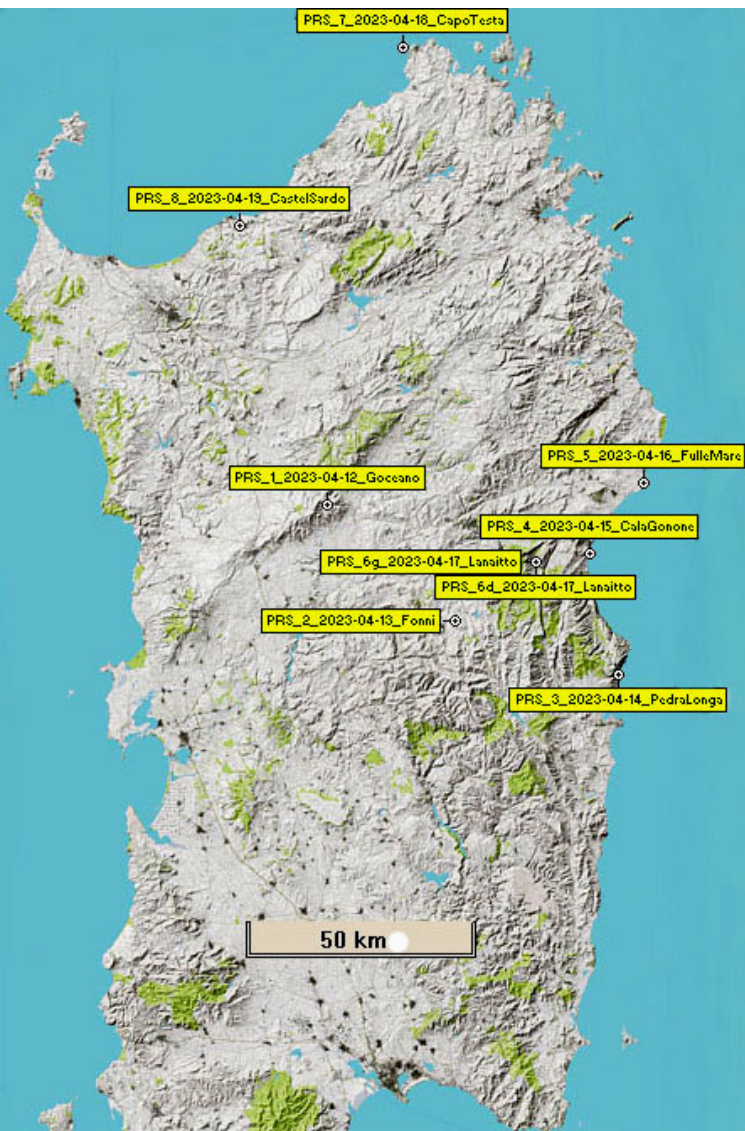 PRS_7_2023-04-18_CapoTesta
PRS_8_2023-04-19_CastelSardo
PRS_5_2023-04-16_FulleMare
PRS_1_2023-04-12_Goceano
PRS_4_2023-04-15_CalaGonone
PRS_6g_2023-04-17_Lanaitto
PRS_6d_2023-04-17_Lanaitto
PRS_2_2023-04-13_Fonni
PRS_3_2023-04-14_PedraLonga
50 km